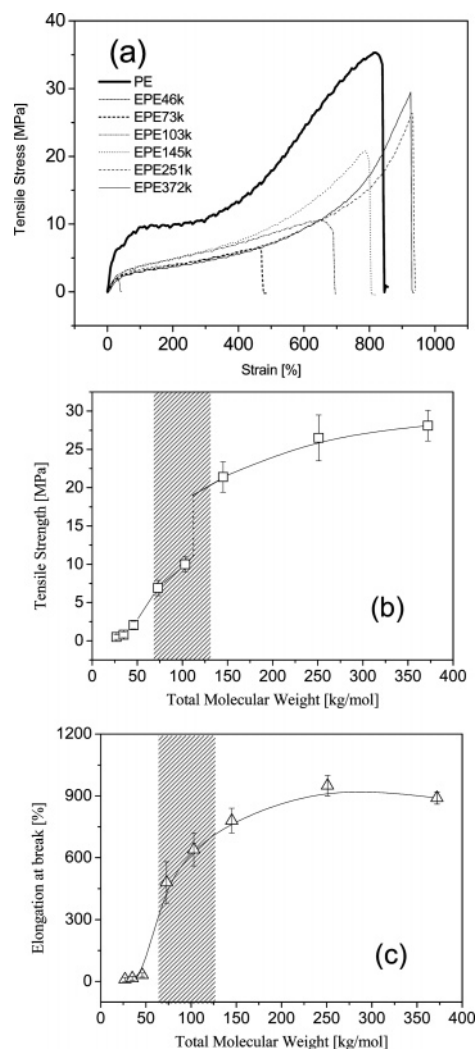 (a)
PE
EPE46k
EPE73k
EPE103k
EPE145k
EPE251k
EPE372k
Tensile Stress [MPa]
40
30
20
10
0
0 200 400 600 800 1000
Strain [%]
(b)
Tensile Strength [MPa]
30
25
20
15
10
5
0
0 50 100 150 200 250 300 350 400
Total Molecular Weight [kg/mol]
(c)
Elongation at break [%]
1200
900
600
300
0
0 50 100 150 200 250 300 350 400
Total Molecular Weight [kg/mol]